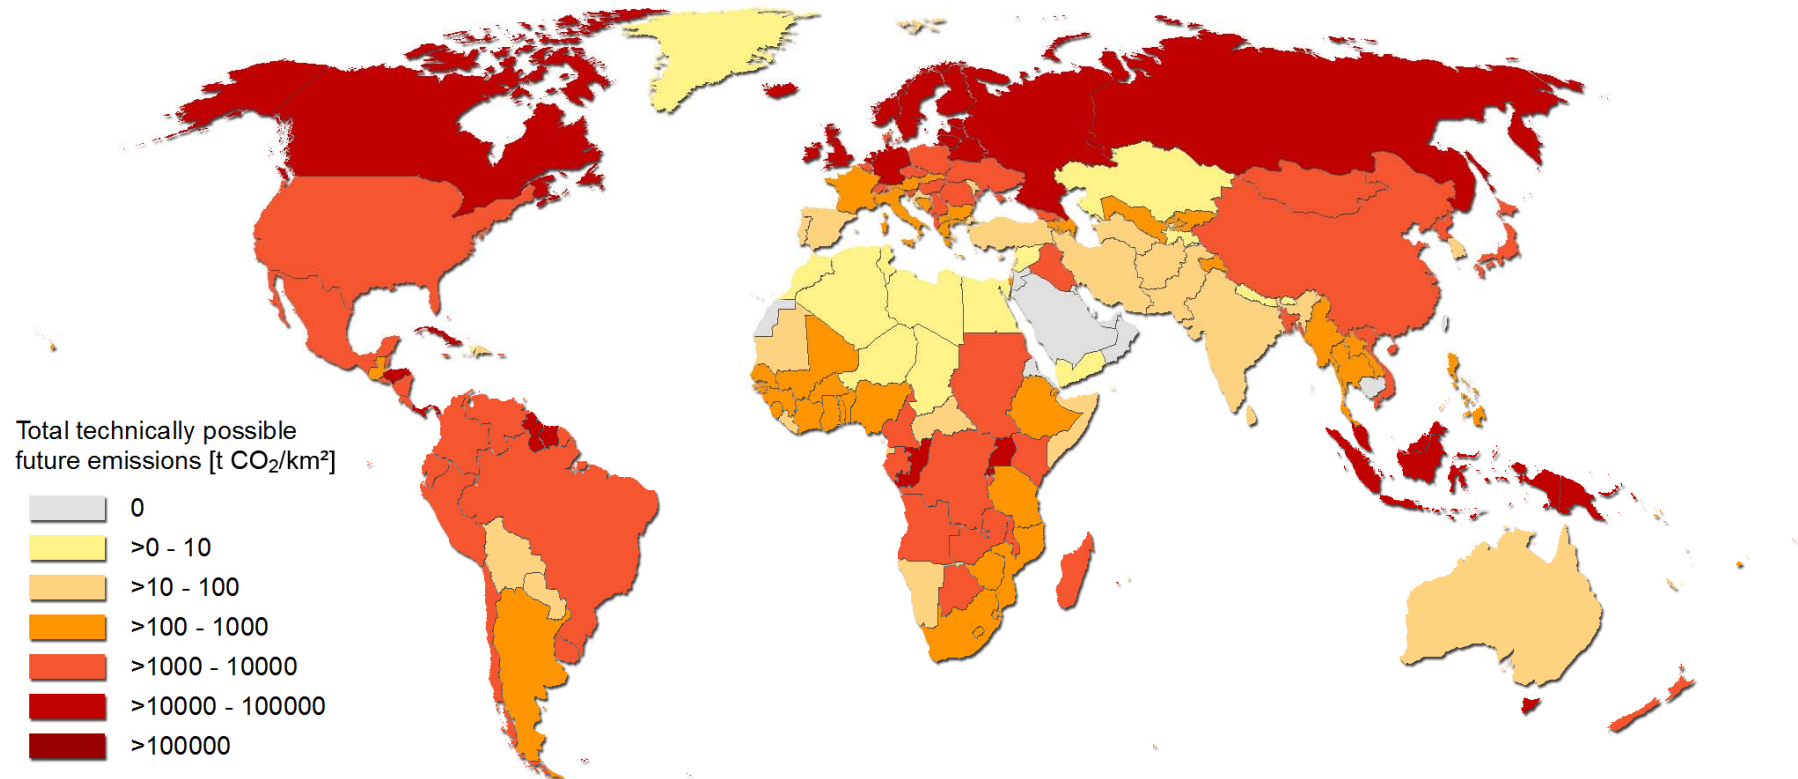 Total technically possible
future emissions [t CO₂/km²]
0
>0 - 10
>10 - 100
>100 - 1000
>1000 - 10000
>10000 - 100000
>100000